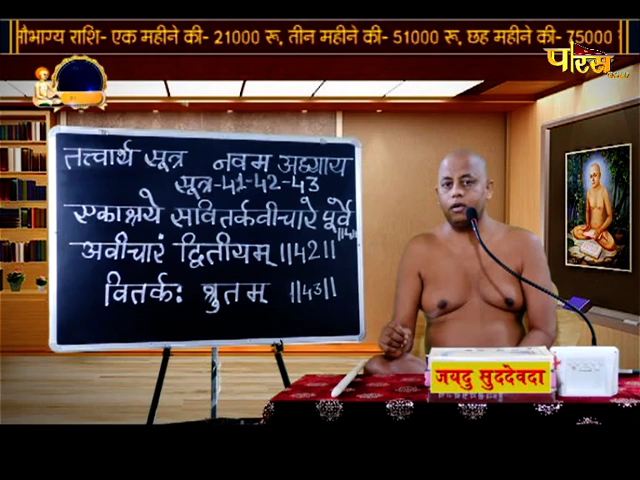 सौभाग्य राशि- एक महीने की- 21000 रू, तीन महीने की- 51000 रू, छह महीने की- 75000
पारस
तत्त्वार्थ सूत्र नवम अध्याय
सूत्र-41-42-43
एकाश्रये सवितर्कवीचारे पूर्वे ॥41॥
अवीचारं द्वितीयम् ॥42॥
वितर्कः श्रुतम् ॥43॥
जयदु सुददेवदा